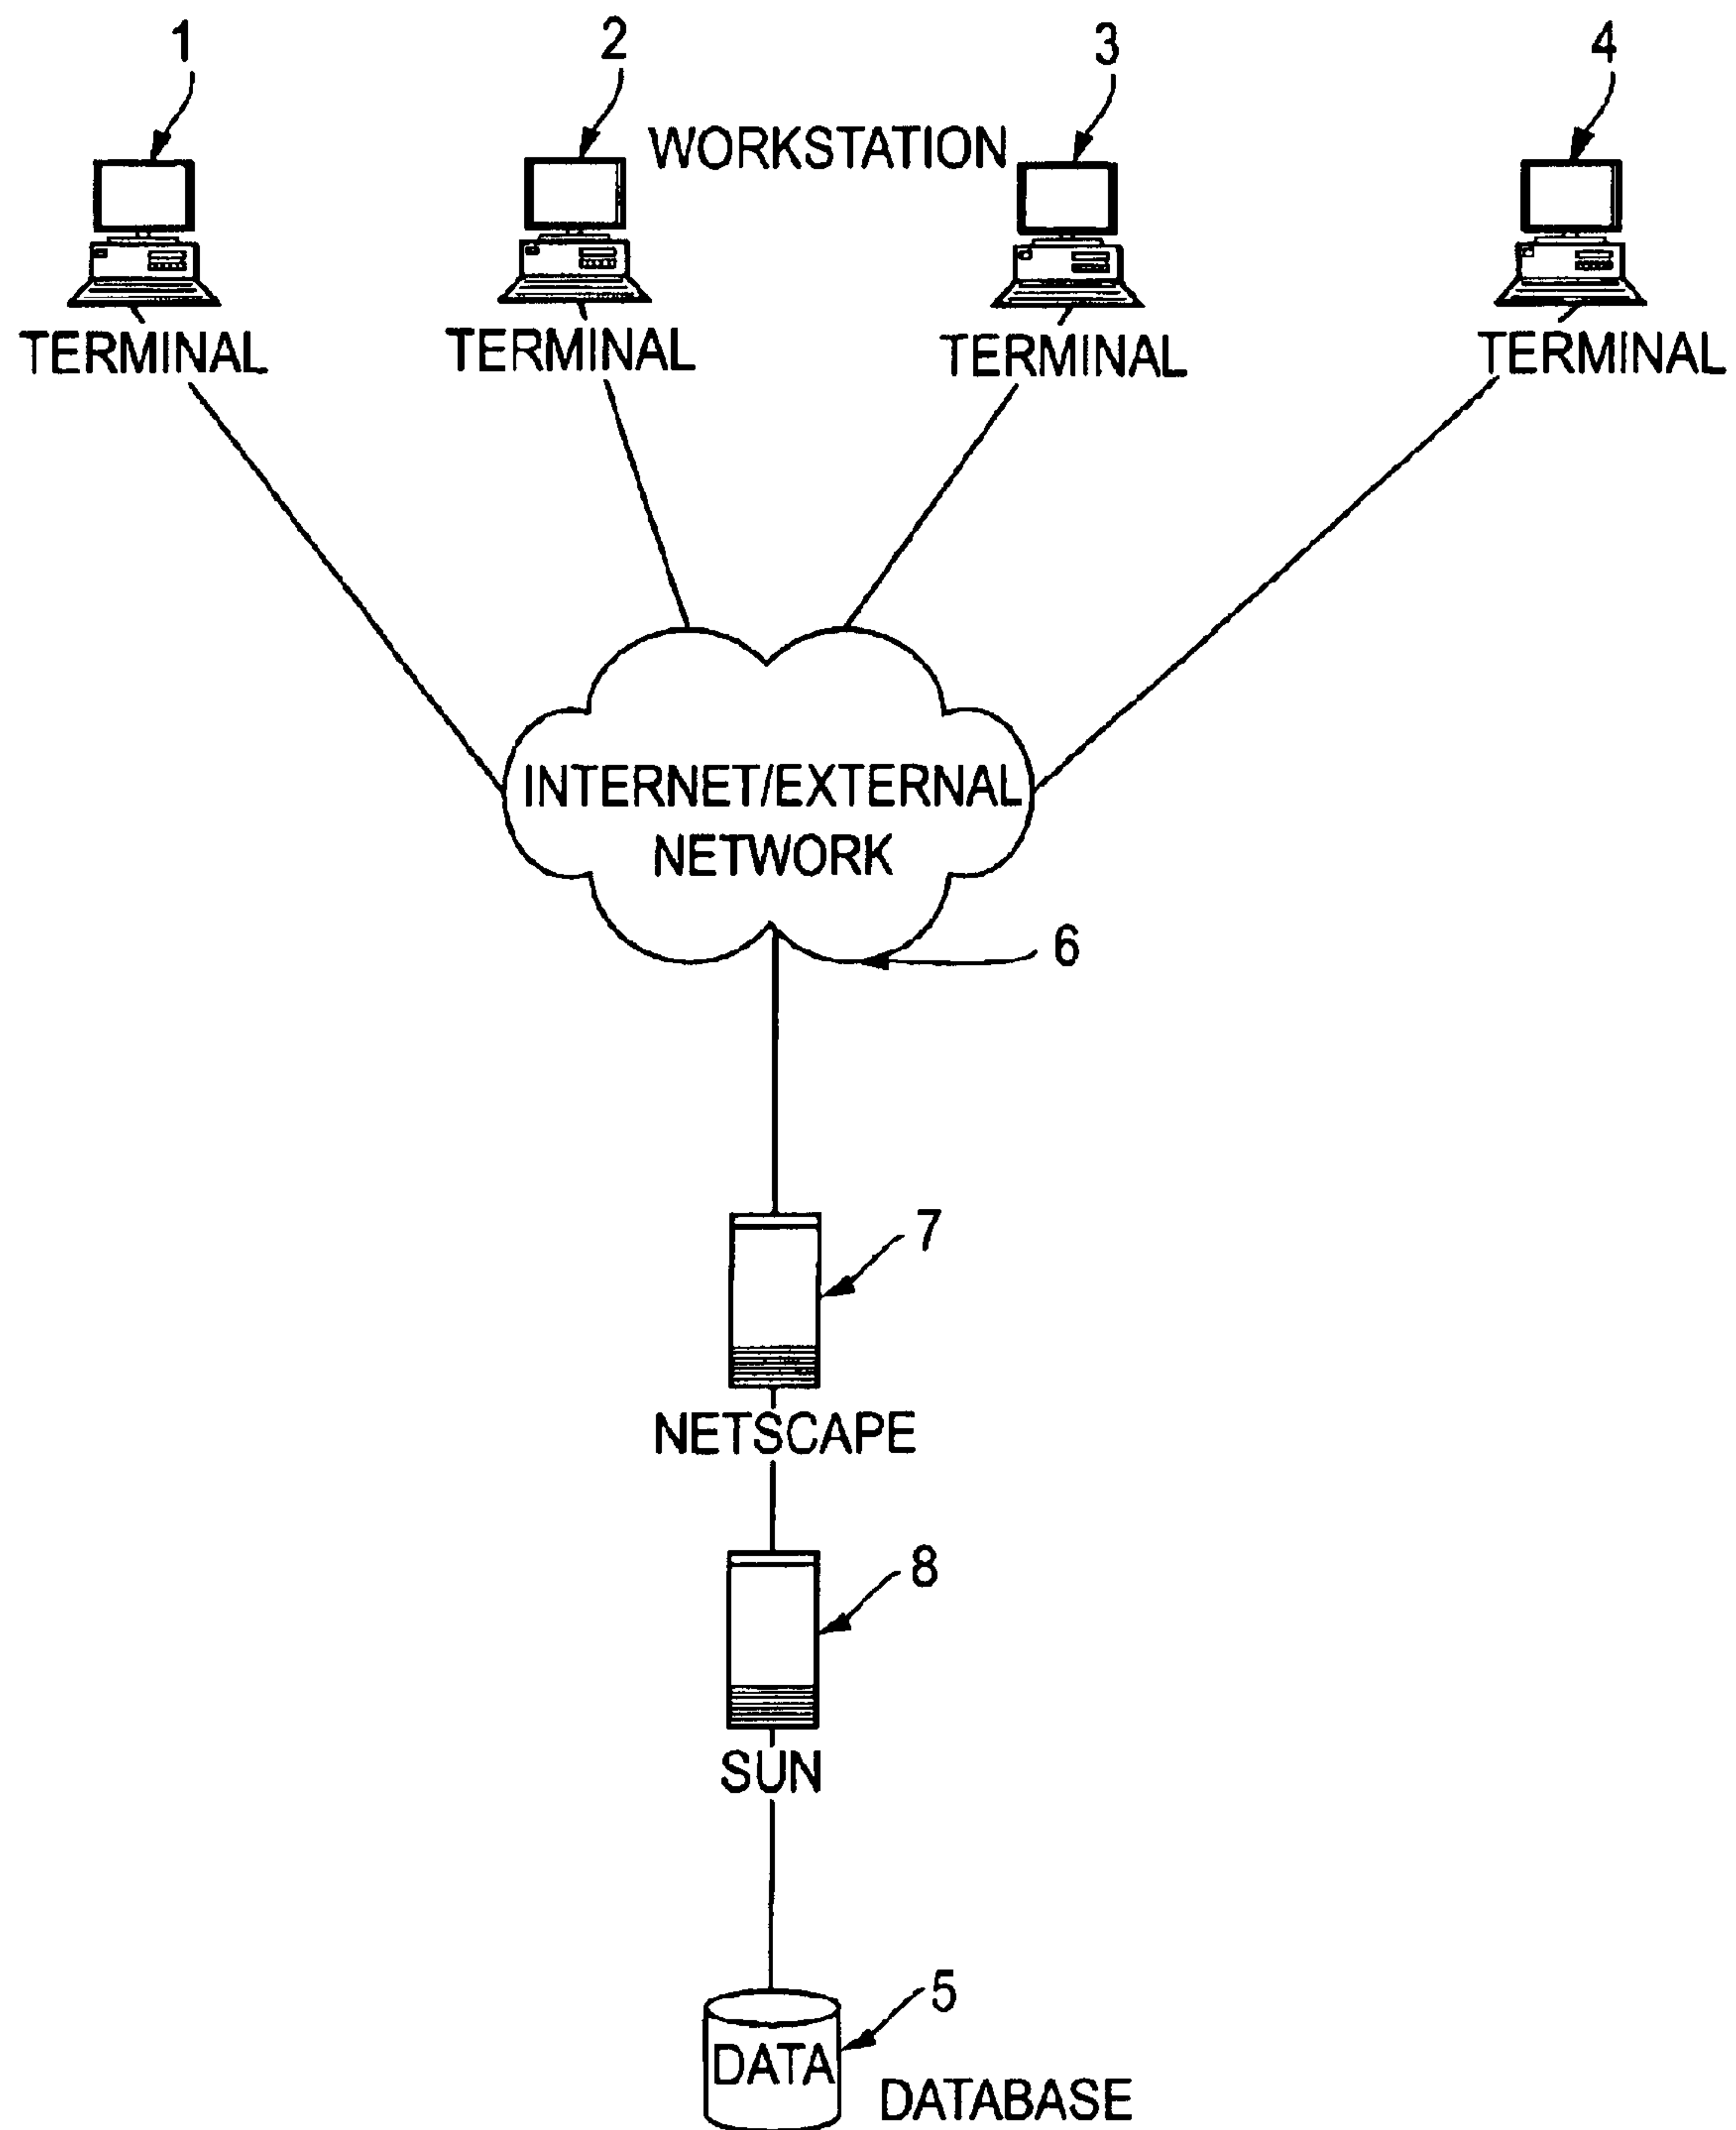 1
2
3
4
WORKSTATION
TERMINAL
TERMINAL
TERMINAL
TERMINAL
INTERNET/EXTERNAL
NETWORK
6
7
NETSCAPE
8
SUN
5
DATA
DATABASE